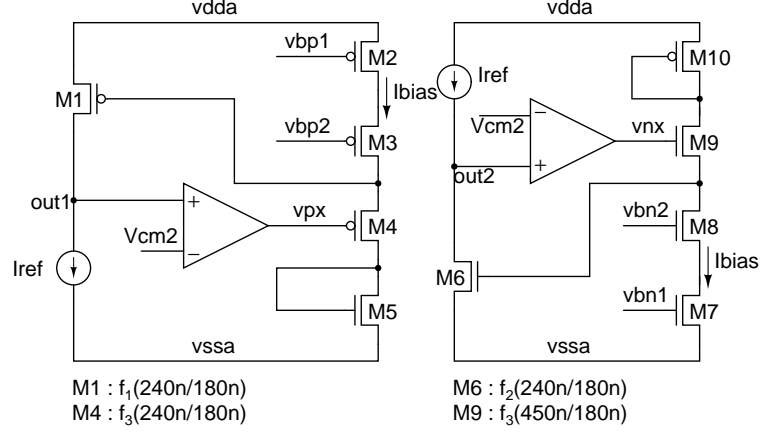 vdda
vbp1
M2
M1
Ibias
vbp2
M3
out1
+
vpx
M4
Vcm2
−
Iref
M5
vssa
M1 : f1(240n/180n)
M4 : f3(240n/180n)
vdda
Iref
M10
−
Vcm2
vnx
M9
+
out2
vbn2
M8
M6
Ibias
vbn1
M7
vssa
M6 : f2(240n/180n)
M9 : f3(450n/180n)